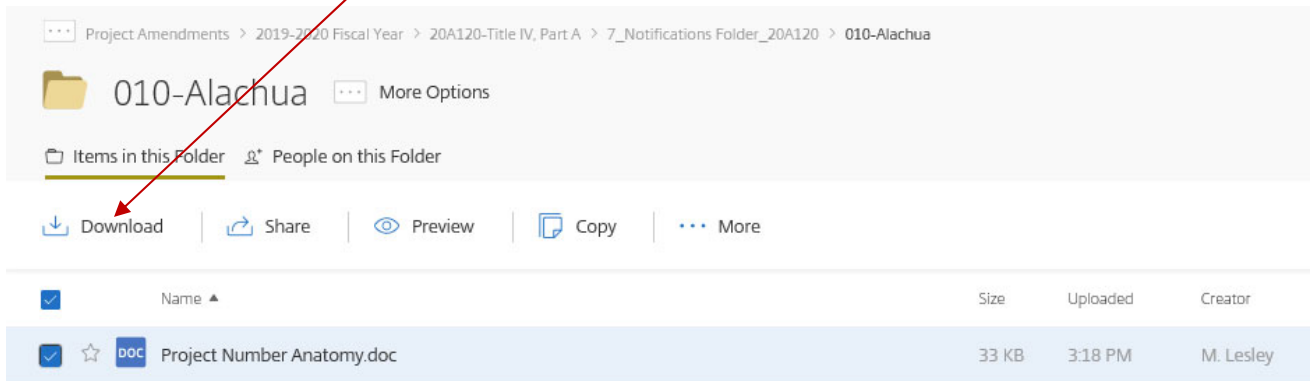 ··· Project Amendments > 2019-2020 Fiscal Year > 20A120-Title IV, Part A > 7_Notifications Folder_20A120 > 010-Alachua
010-Alachua ··· More Options
Items in this Folder People on this Folder
Download Share Preview Copy ··· More
Name ▲ Size Uploaded Creator
DOC Project Number Anatomy.doc 33 KB 3:18 PM M. Lesley